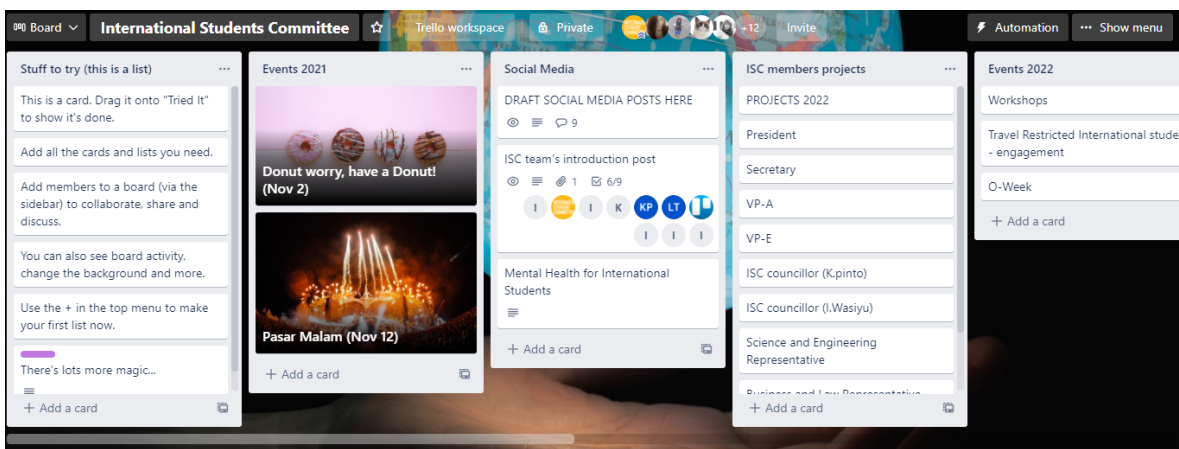 Board
International Students Committee
Trello workspace
Private
+12
Invite
Automation
Show menu
Stuff to try (this is a list)
This is a card. Drag it onto "Tried It"
to show it's done.
Add all the cards and lists you need.
Add members to a board (via the
sidebar) to collaborate, share and
discuss.
You can also see board activity,
change the background and more.
Use the + in the top menu to make
your first list now.
There's lots more magic...
+ Add a card
Events 2021
Donut worry, have a Donut!
(Nov 2)
Pasar Malam (Nov 12)
+ Add a card
Social Media
DRAFT SOCIAL MEDIA POSTS HERE
9
ISC team's introduction post
1
6/9
I
I
K
KP
LT
I
I
I
Mental Health for International
Students
+ Add a card
ISC members projects
PROJECTS 2022
President
Secretary
VP-A
VP-E
ISC councillor (K.pinto)
ISC councillor (I.Wasiyu)
Science and Engineering
Representative
Business and Law Representative
+ Add a card
Events 2022
Workshops
Travel Restricted International stude
- engagement
O-Week
+ Add a card